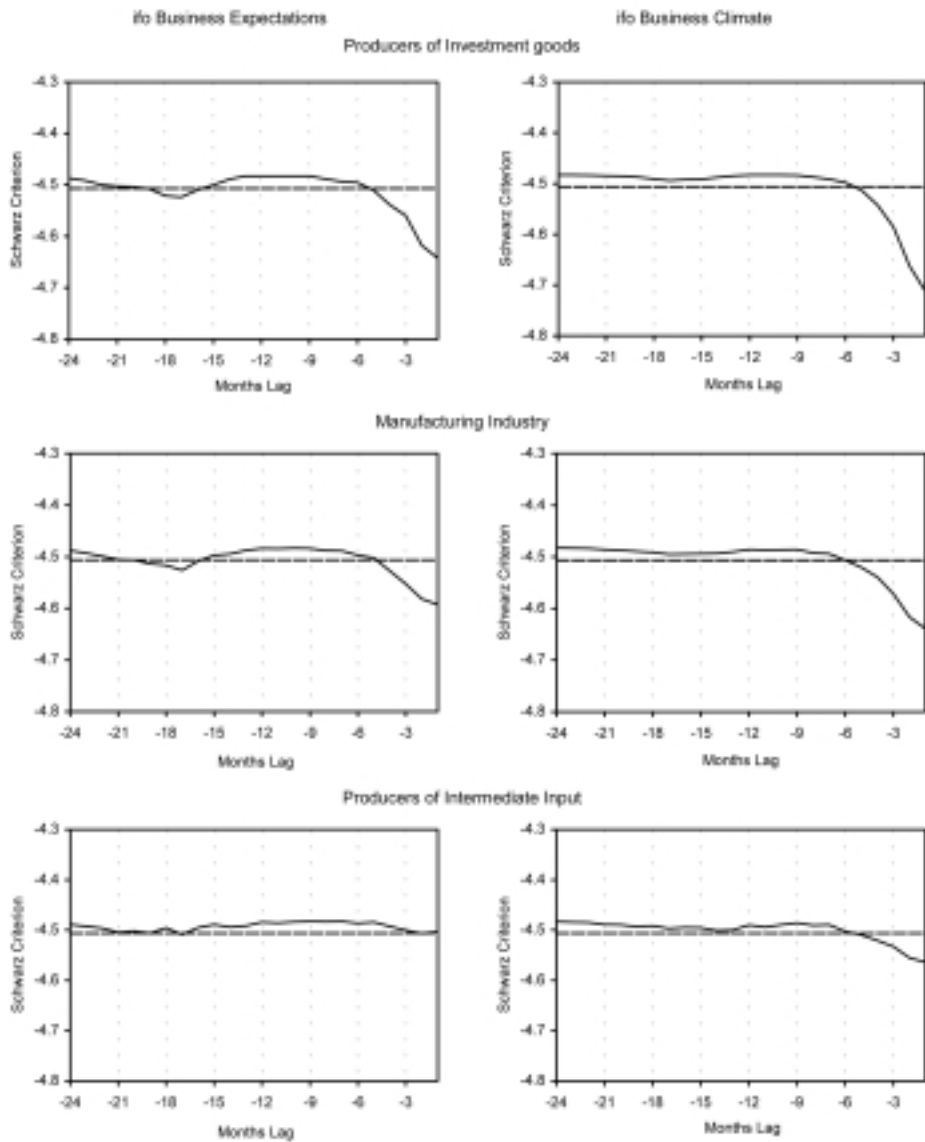 ifo Business Expectations
ifo Business Climate
Producers of Investment goods
-4.3
-4.4
-4.5
-4.6
-4.7
-4.8
Schwarz Criterion
-24 -21 -18 -15 -12 -9 -6 -3
Months Lag
-4.3
-4.4
-4.5
-4.6
-4.7
-4.8
Schwarz Criterion
-24 -21 -18 -15 -12 -9 -6 -3
Months Lag
Manufacturing Industry
-4.3
-4.4
-4.5
-4.6
-4.7
-4.8
Schwarz Criterion
-24 -21 -18 -15 -12 -9 -6 -3
Months Lag
-4.3
-4.4
-4.5
-4.6
-4.7
-4.8
Schwarz Criterion
-24 -21 -18 -15 -12 -9 -6 -3
Months Lag
Producers of Intermediate Input
-4.3
-4.4
-4.5
-4.6
-4.7
-4.8
Schwarz Criterion
-24 -21 -18 -15 -12 -9 -6 -3
Months Lag
-4.3
-4.4
-4.5
-4.6
-4.7
-4.8
Schwarz Criterion
-24 -21 -18 -15 -12 -9 -6 -3
Months Lag